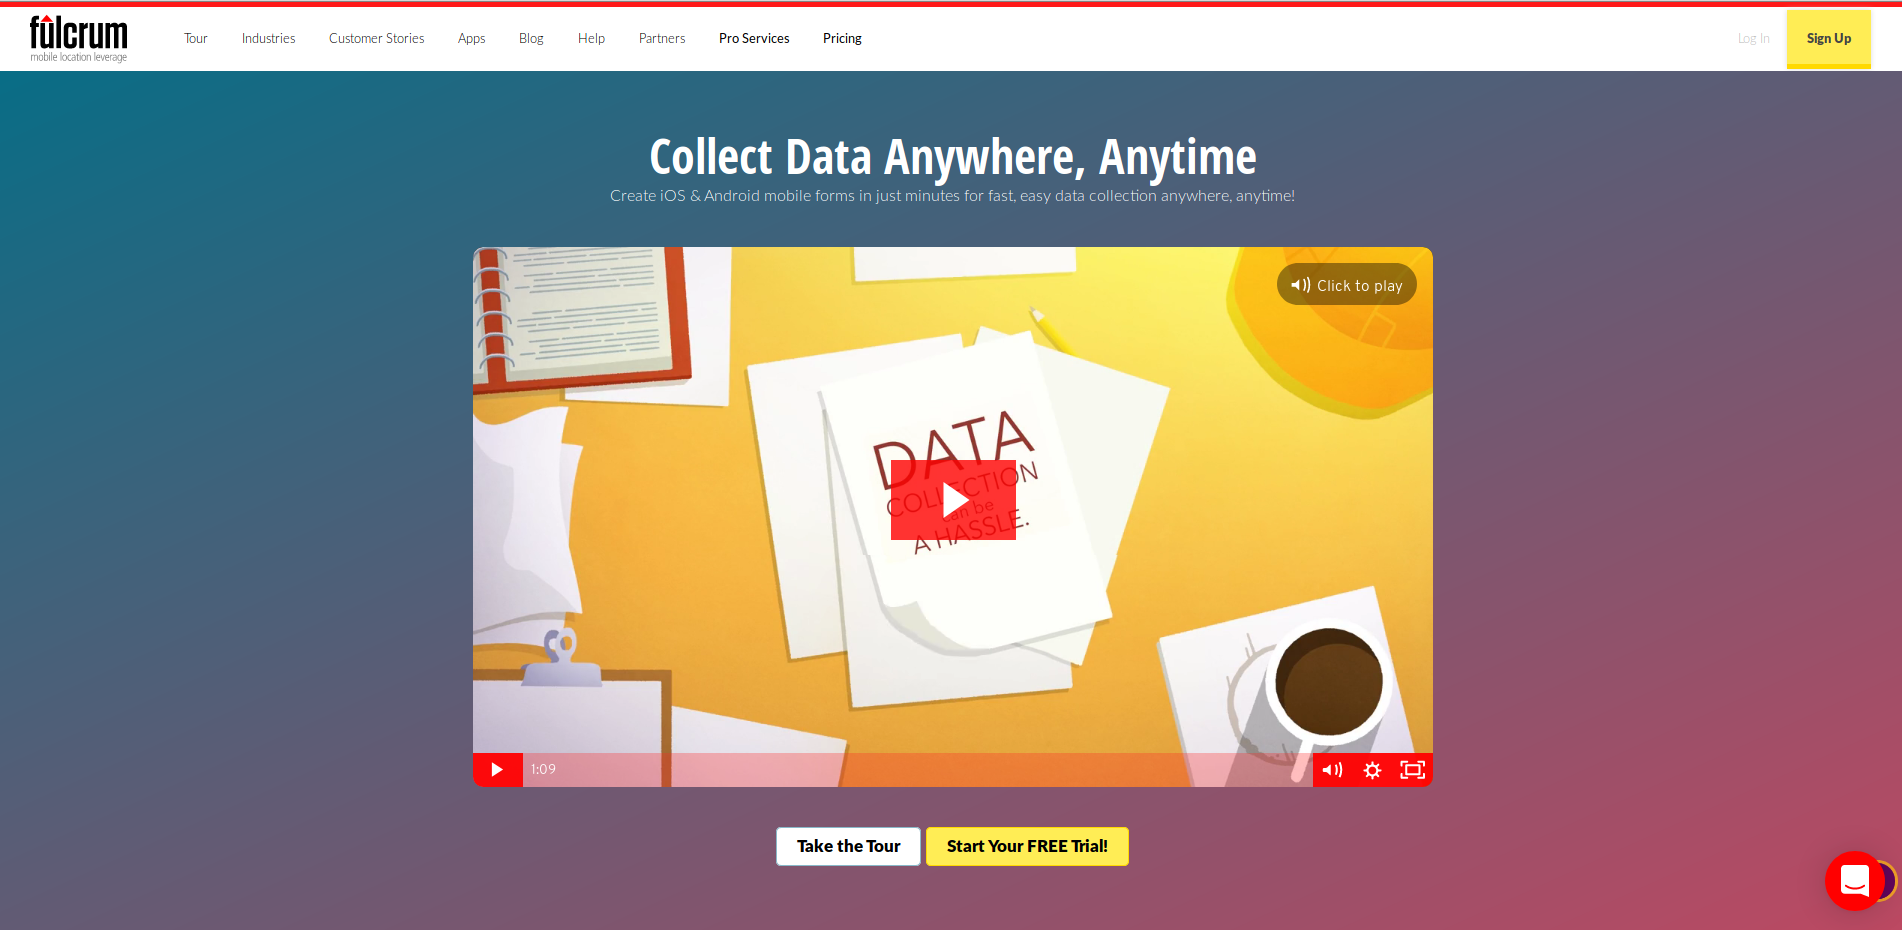 fulcrum
mobile location leverage
Tour
Industries
Customer Stories
Apps
Blog
Help
Partners
Pro Services
Pricing
Log In
Sign Up
Collect Data Anywhere, Anytime
Create iOS & Android mobile forms in just minutes for fast, easy data collection anywhere, anytime!
Click to play
DATA
COLLECTION
can be
A HASSLE.
1:09
Take the Tour
Start Your FREE Trial!